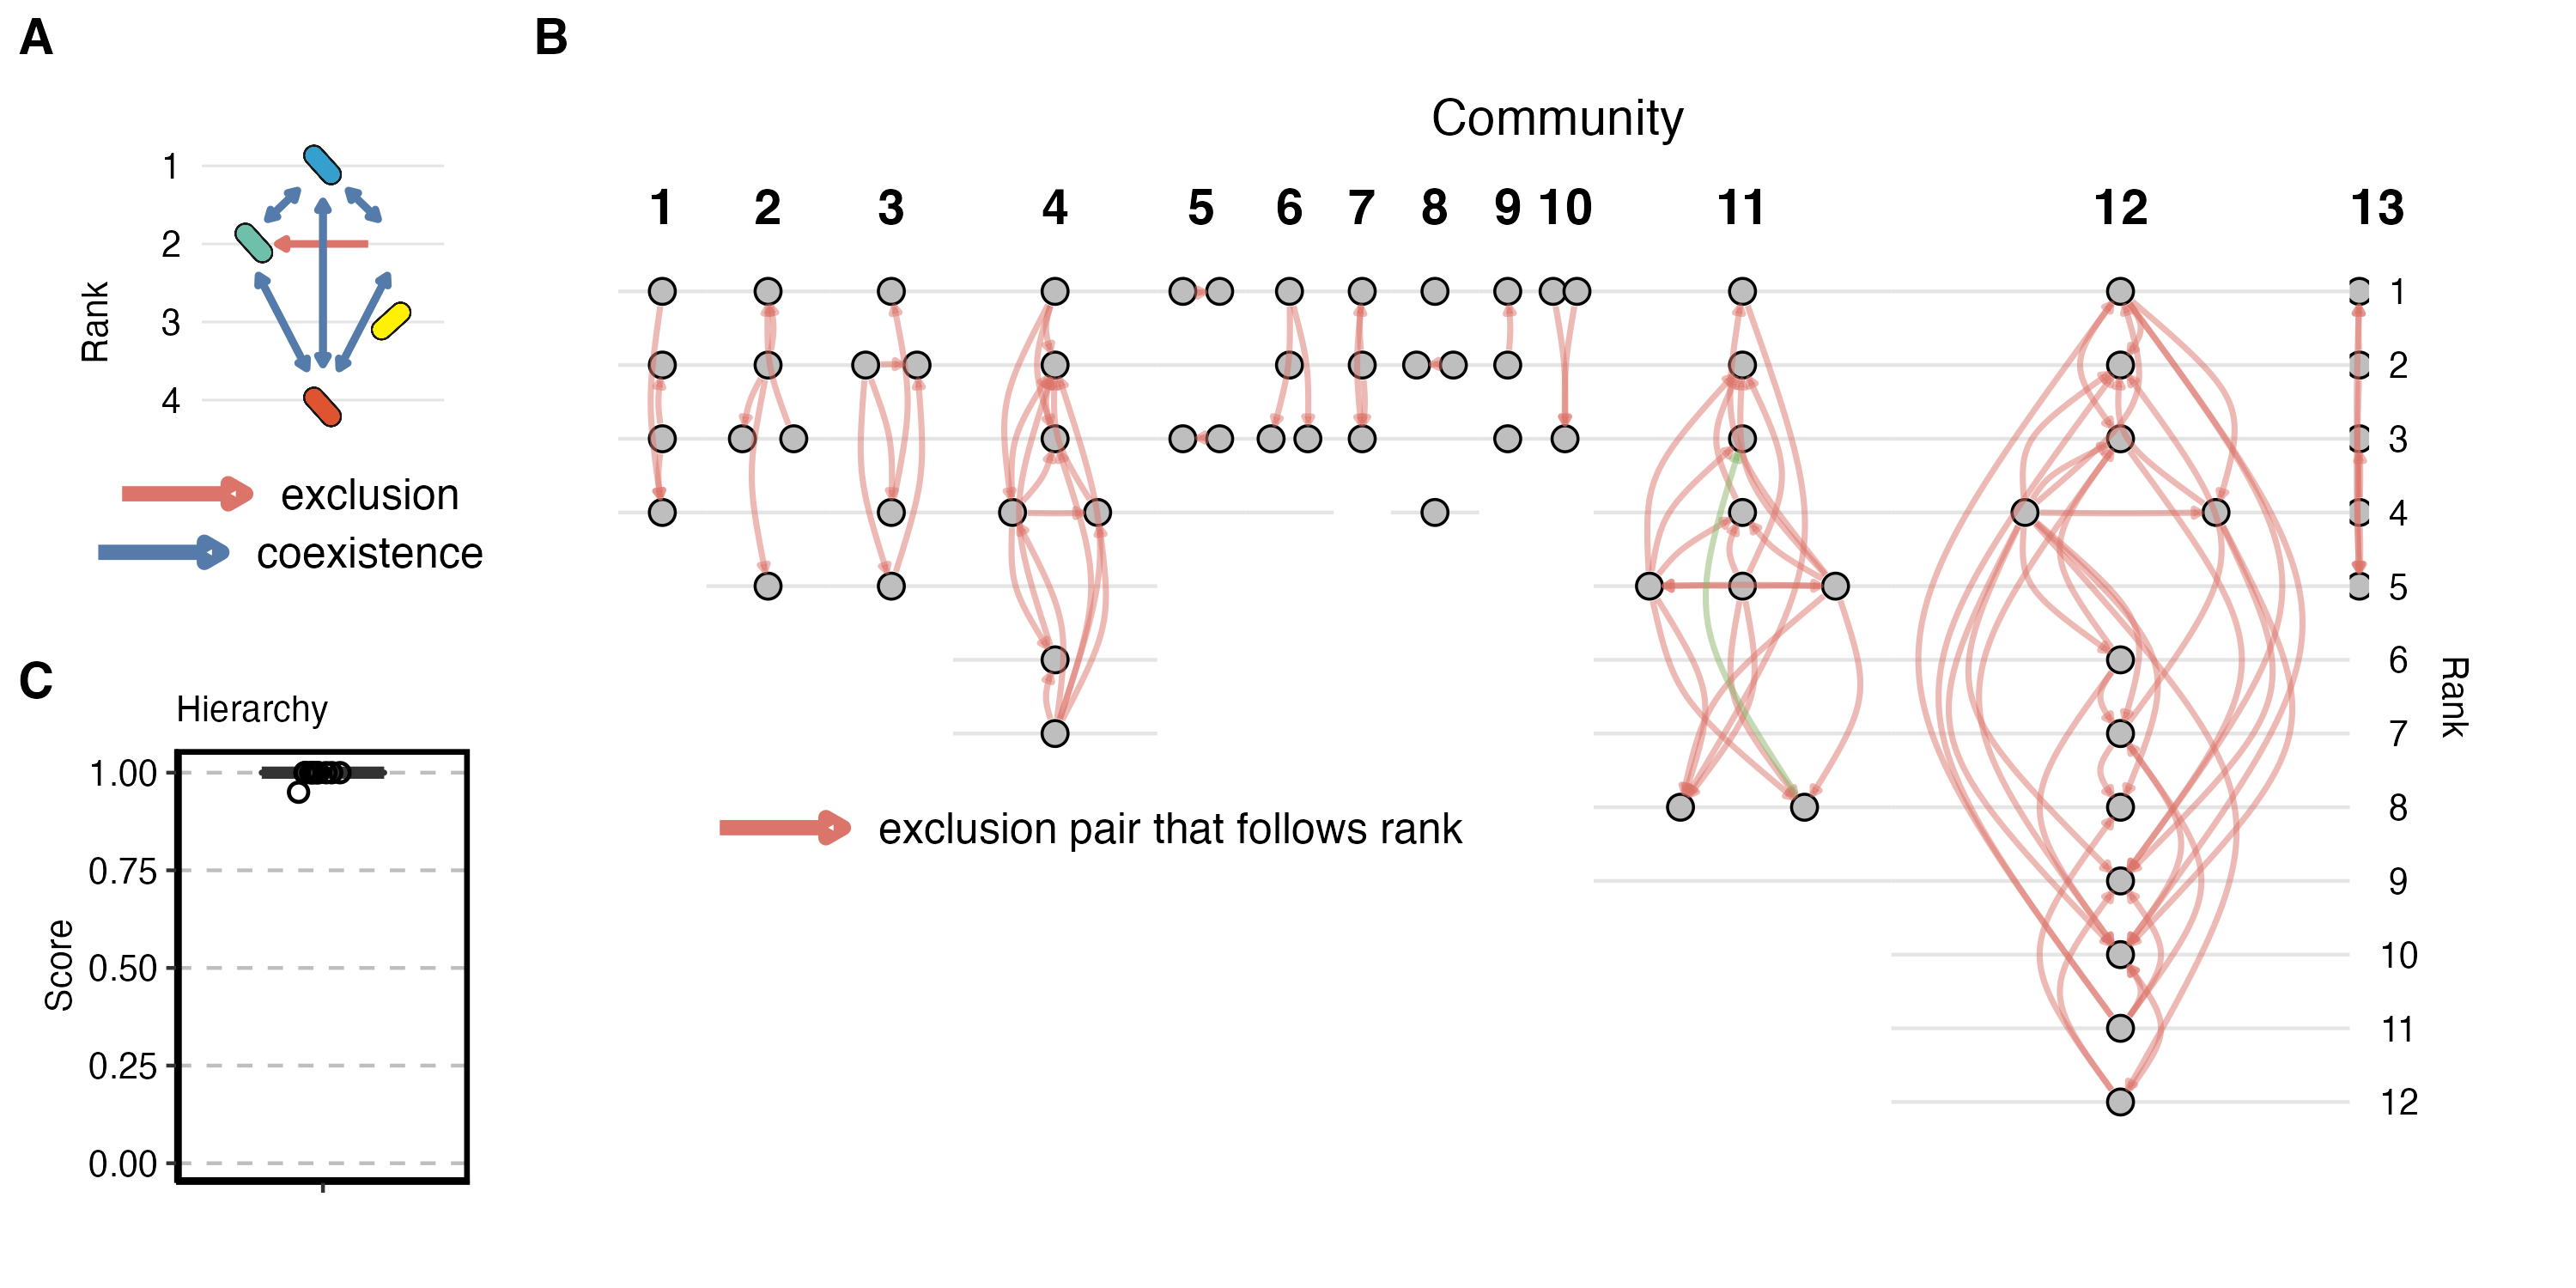 A
B
Community
1 2 3 4 5 6 7 8 9 10 11 12 13
Rank
1
2
3
4
exclusion
coexistence
1
2
3
4
5
6
7
8
9
10
11
12
Rank
exclusion pair that follows rank
C
Hierarchy
Score
1.00
0.75
0.50
0.25
0.00